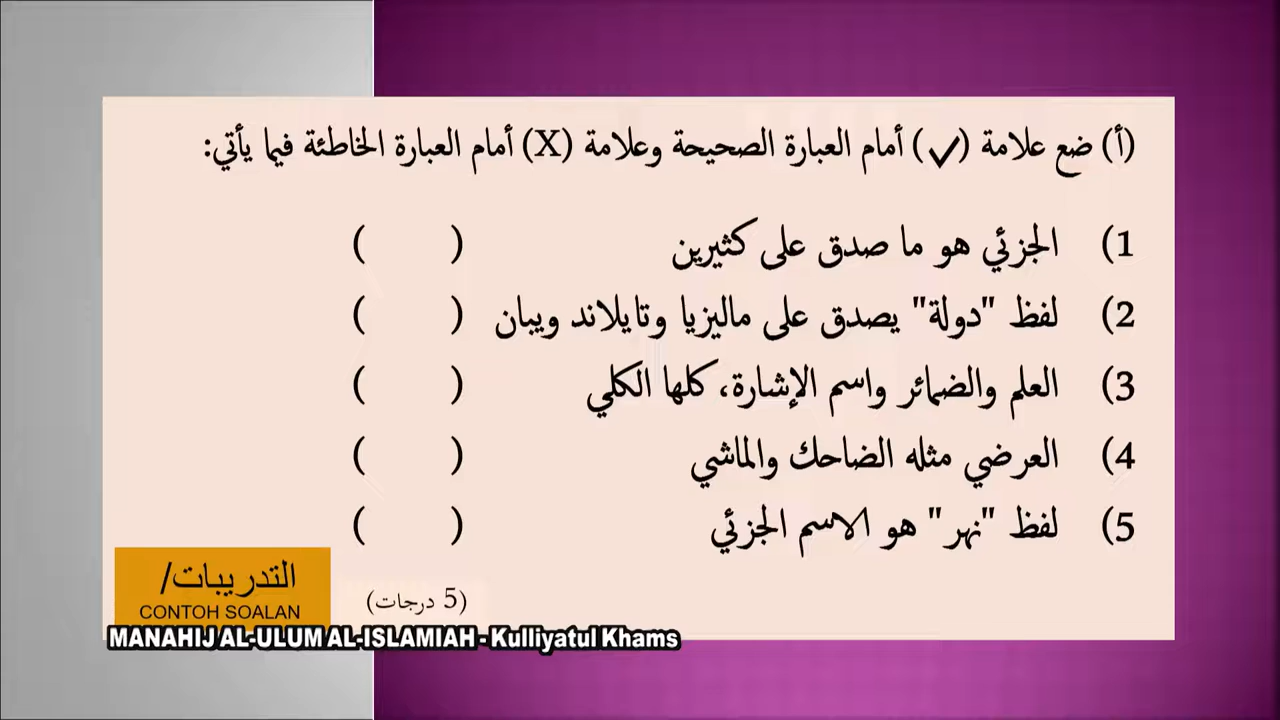 (أ) ضع علامة (✓) أمام العبارة الصحيحة وعلامة (X) أمام العبارة الخاطئة فيما يأتي:
1) الجزئي هو ما صدق على كثيرين ( )
2) لفظ "دولة" يصدق على ماليزيا وتايلاند ويبان ( )
3) العلم والضمائر واسم الإشارة، كلها الكلي ( )
4) العرضي مثله الضاحك والماشي ( )
5) لفظ "نهر" هو الاسم الجزئي ( )
(5 درجات)
التدريبات/
CONTOH SOALAN
MANAHIJ AL-ULUM AL-ISLAMIAH - Kulliyatul Khams